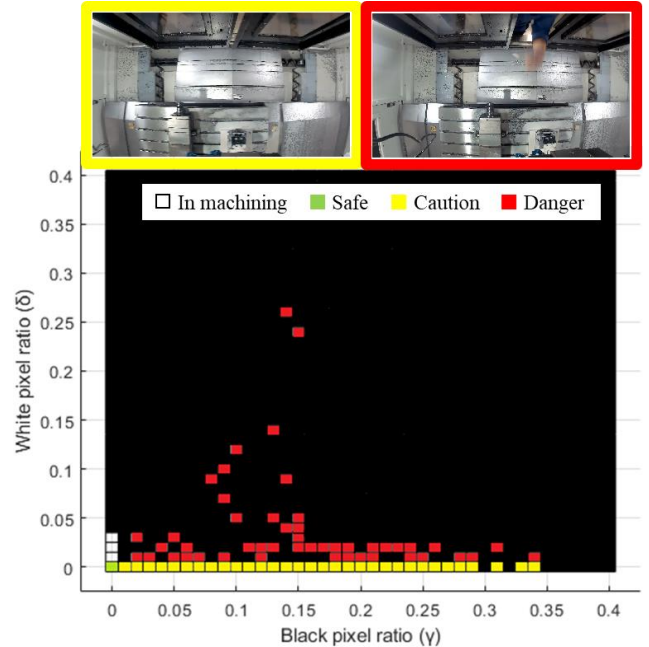 In machining Safe Caution Danger
0.4
0.35
0.3
0.25
0.2
0.15
0.1
0.05
0
White pixel ratio (δ)
0 0.05 0.1 0.15 0.2 0.25 0.3 0.35 0.4
Black pixel ratio (γ)